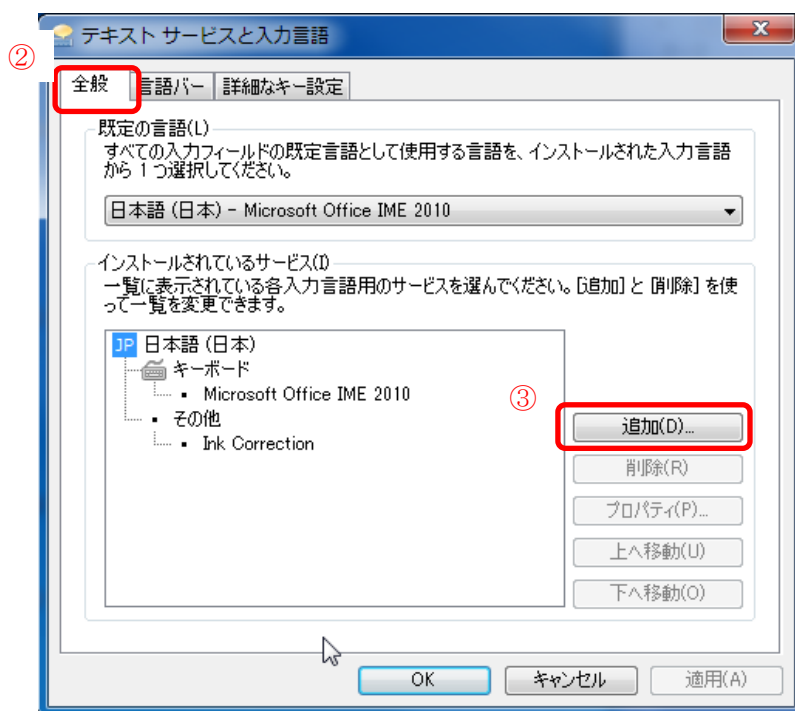 テキスト サービスと入力言語
②
全般
言語バー
詳細なキー設定
既定の言語(L)
すべての入力フィールドの既定言語として使用する言語を、インストールされた入力言語
から 1 つ選択してください。
日本語 (日本) - Microsoft Office IME 2010
インストールされているサービス(I)
一覧に表示されている各入力言語用のサービスを選んでください。[追加] と [削除] を使
って一覧を変更できます。
JP 日本語 (日本)
キーボード
Microsoft Office IME 2010
その他
Ink Correction
③
追加(D)...
削除(R)
プロパティ(P)...
上へ移動(U)
下へ移動(O)
OK
キャンセル
適用(A)